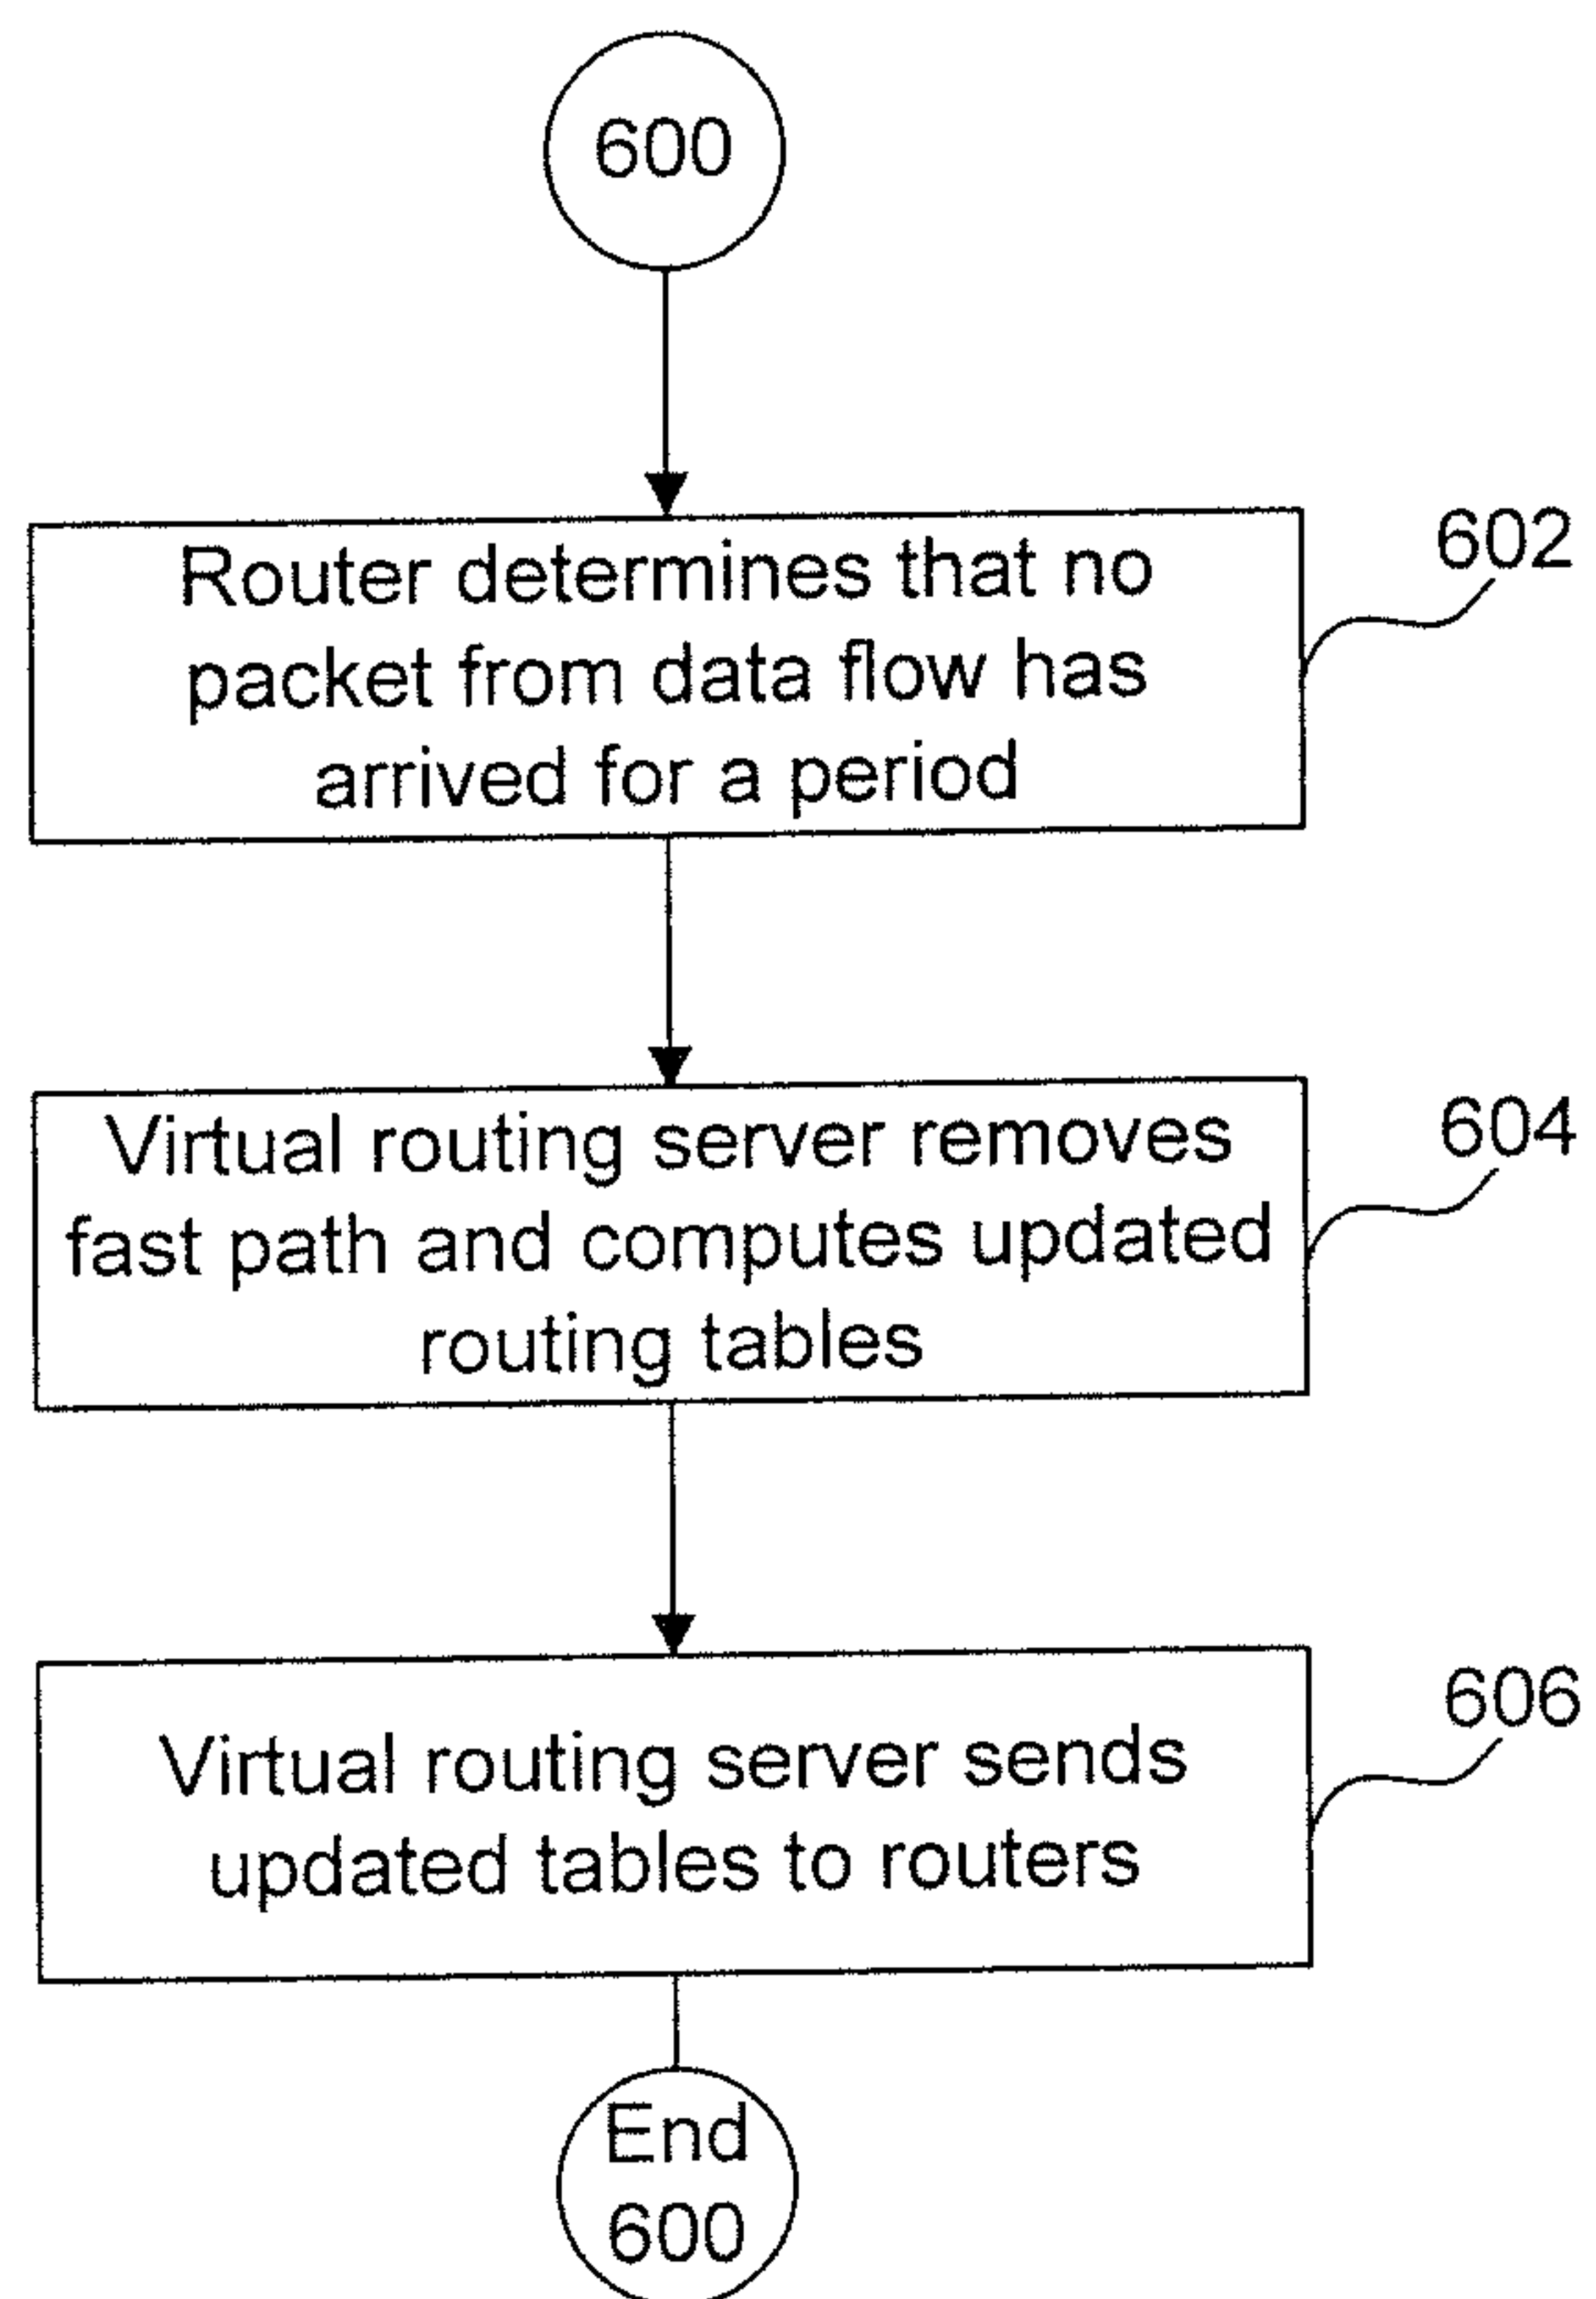 600
Router determines that no
packet from data flow has
arrived for a period
602
Virtual routing server removes
fast path and computes updated
routing tables
604
Virtual routing server sends
updated tables to routers
606
End
600